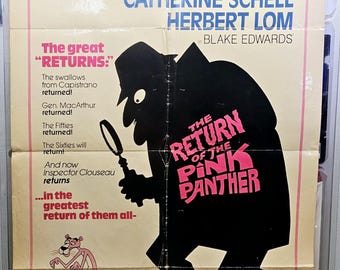 CATHERINE SCHELL
HERBERT LOM
BLAKE EDWARDS
The great
"RETURNS:"
The swallows
from Capistrano
returned!
Gen. MacArthur
returned!
The Fifties
returned!
The Sixties will
return!
And now
Inspector Clouseau
returns
...in the
greatest
return of them all-
THE
RETURN
OF THE
PiNK
PANTHER